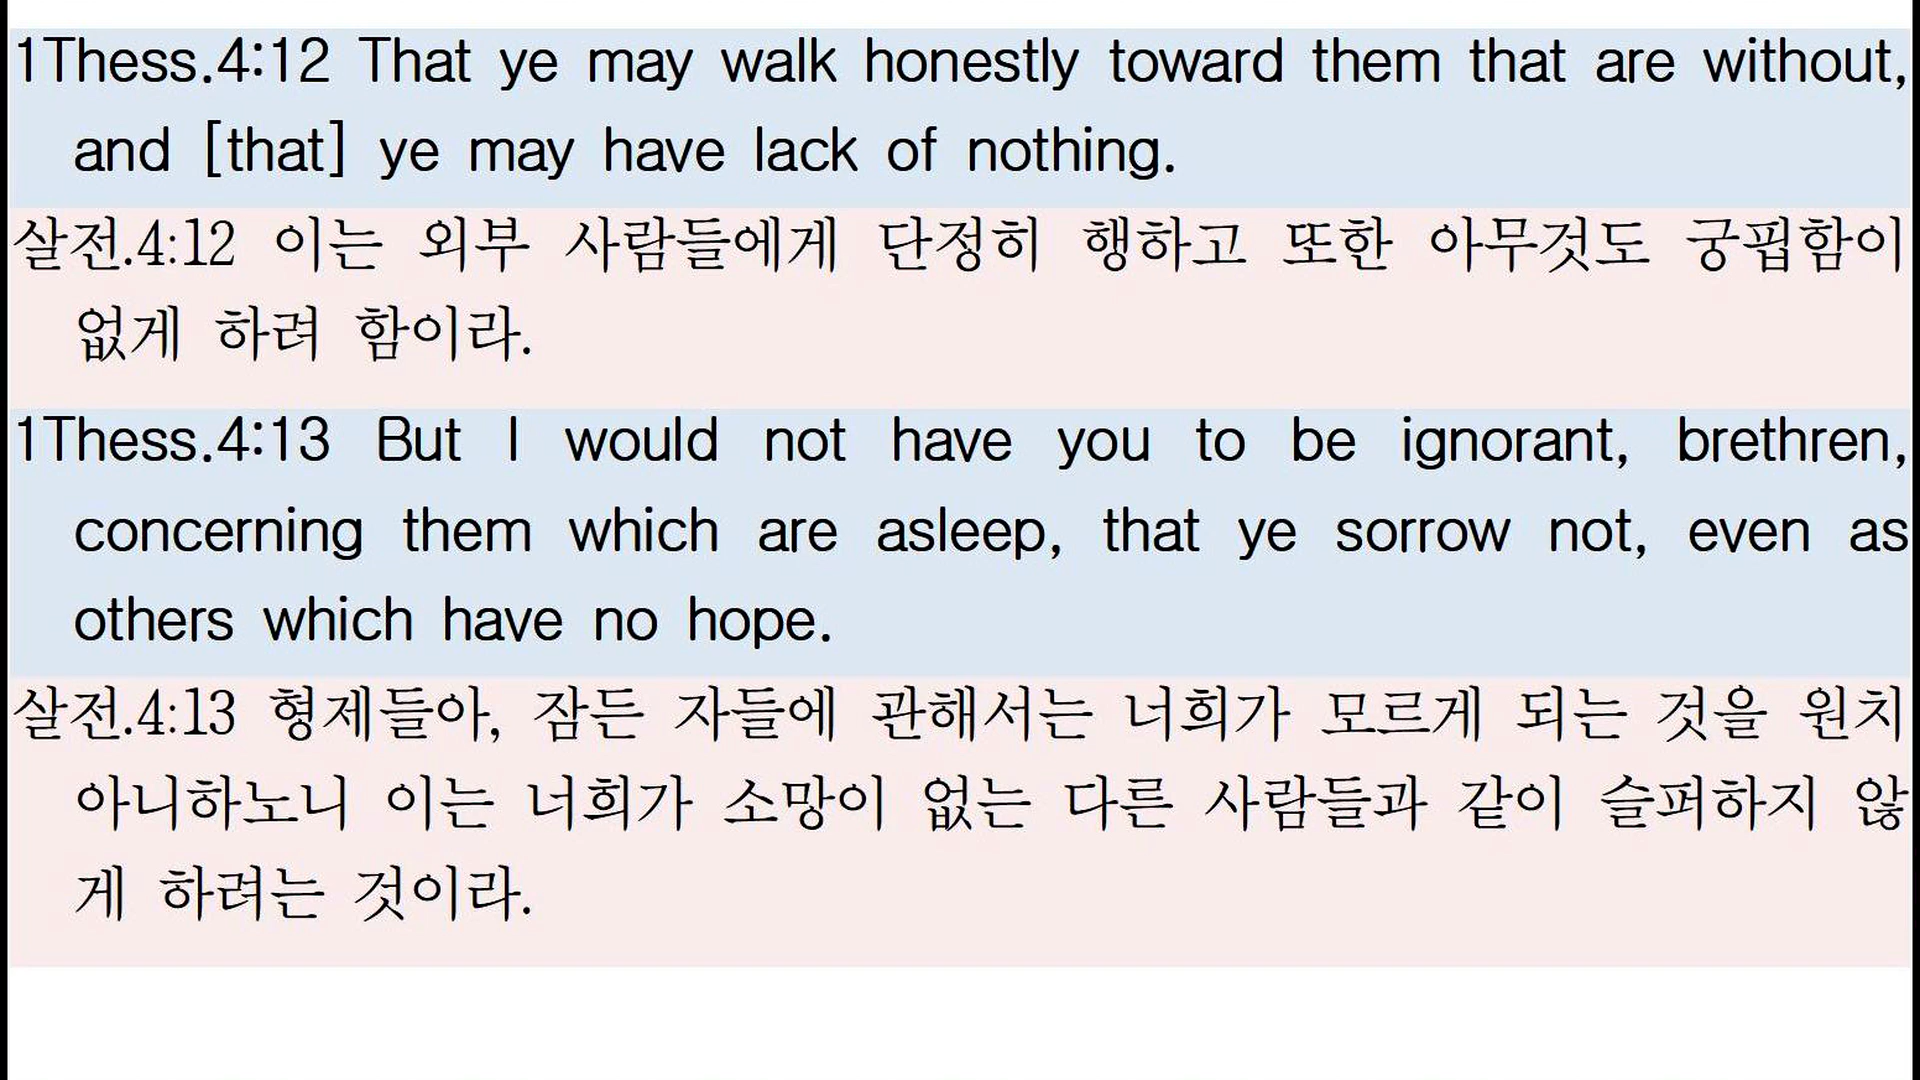 1Thess.4:12 That ye may walk honestly toward them that are without,
and [that] ye may have lack of nothing.
살전.4:12 이는 외부 사람들에게 단정히 행하고 또한 아무것도 궁핍함이
없게 하려 함이라.
1Thess.4:13 But I would not have you to be ignorant, brethren,
concerning them which are asleep, that ye sorrow not, even as
others which have no hope.
살전.4:13 형제들아, 잠든 자들에 관해서는 너희가 모르게 되는 것을 원치
아니하노니 이는 너희가 소망이 없는 다른 사람들과 같이 슬퍼하지 않
게 하려는 것이라.